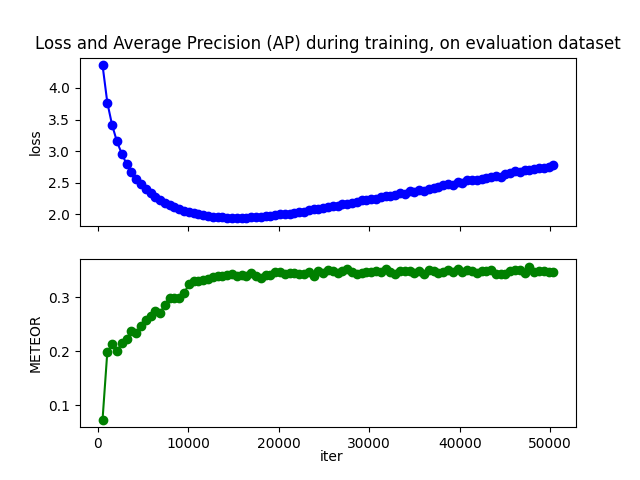 Loss and Average Precision (AP) during training, on evaluation dataset
4.0
3.5
3.0
2.5
2.0
loss
0.3
0.2
0.1
METEOR
0 10000 20000 30000 40000 50000
iter